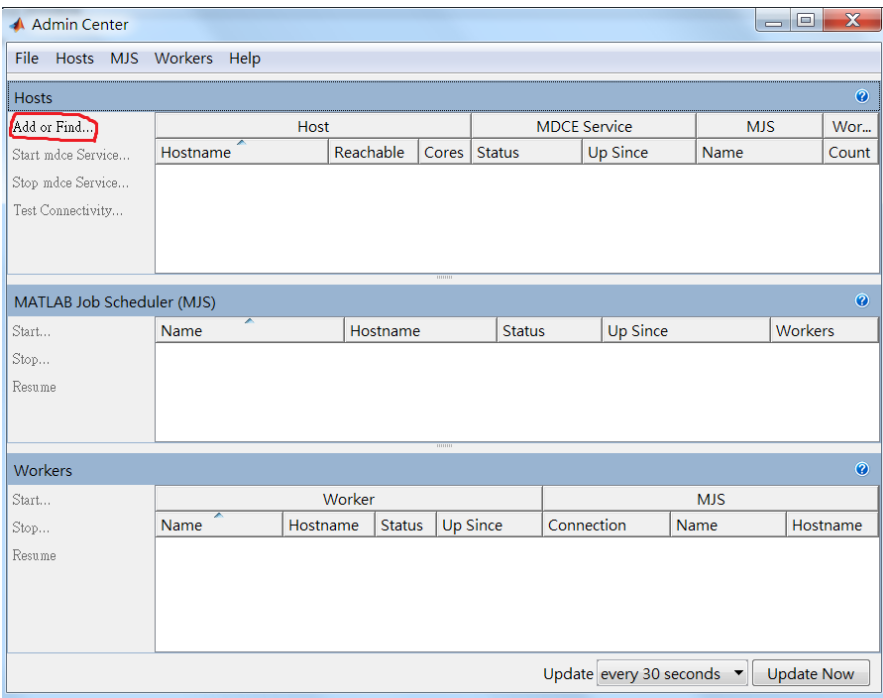 Admin Center
File Hosts MJS Workers Help
Hosts
Add or Find...
Start mdce Service...
Stop mdce Service...
Test Connectivity...
Host MDCE Service MJS Wor...
Hostname Reachable Cores Status Up Since Name Count
MATLAB Job Scheduler (MJS)
Start...
Stop...
Resume
Name Hostname Status Up Since Workers
Workers
Start...
Stop...
Resume
Worker MJS
Name Hostname Status Up Since Connection Name Hostname
Update every 30 seconds Update Now